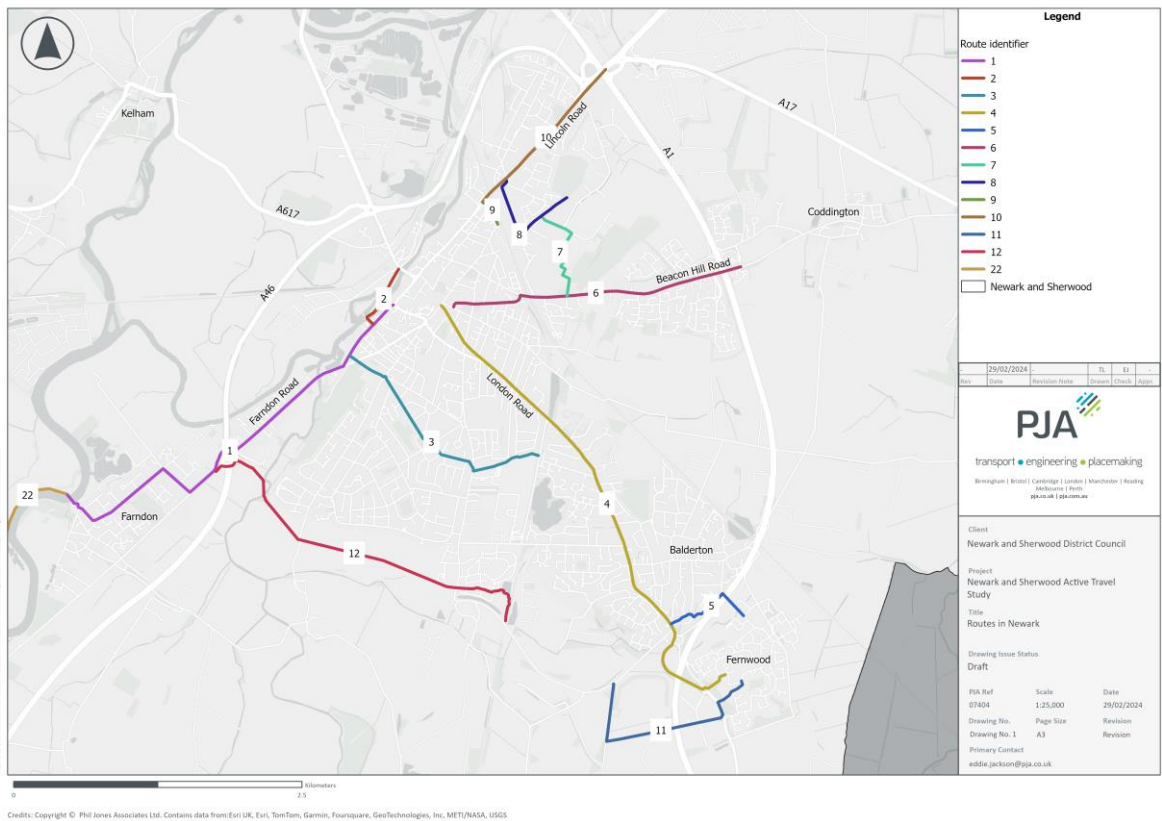 Kelham
A617
A46
10
Lincoln Road
A1
A17
Coddington
9
8
7
Beacon Hill Road
6
2
Farndon Road
London Road
3
1
22
Farndon
12
4
Balderton
5
Fernwood
11
0
2.5
Kilometers
Legend
Route identifier
1
2
3
4
5
6
7
8
9
10
11
12
22
Newark and Sherwood
- 29/02/2024 - TL EJ -
Rev Date Revision Note Drawn Check Appr.
PJA
transport • engineering • placemaking
Birmingham | Bristol | Cambridge | London | Manchester | Reading
Melbourne | Perth
pja.co.uk | pja.com.au
Client
Newark and Sherwood District Council
Project
Newark and Sherwood Active Travel
Study
Title
Routes in Newark
Drawing Issue Status
Draft
PJA Ref Scale Date
07404 1:25,000 29/02/2024
Drawing No. Page Size Revision
Drawing No. 1 A3 Revision
Primary Contact
eddie.jackson@pja.co.uk
Credits: Copyright © Phil Jones Associates Ltd. Contains data from:Esri UK, Esri, TomTom, Garmin, Foursquare, GeoTechnologies, Inc, METI/NASA, USGS